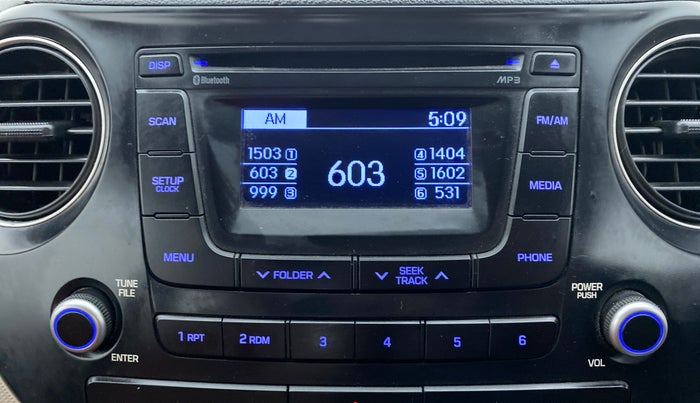 DISP
Bluetooth
MP3
SCAN
FM/AM
AM 5:09
1503 1
603 2
999 3
603
4 1404
5 1602
6 531
SETUP
CLOCK
MEDIA
MENU
PHONE
FOLDER
SEEK
TRACK
TUNE
FILE
ENTER
POWER
PUSH
VOL
1 RPT
2 RDM
3
4
5
6